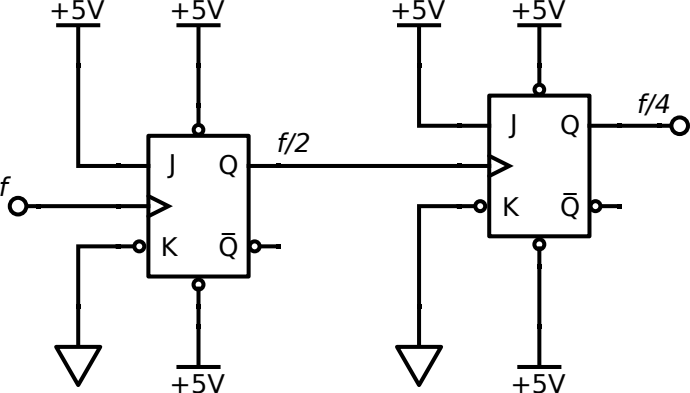 +5V +5V +5V +5V
f/4
J Q
f/2
J Q
f
K Q̅
K Q̅
+5V +5V